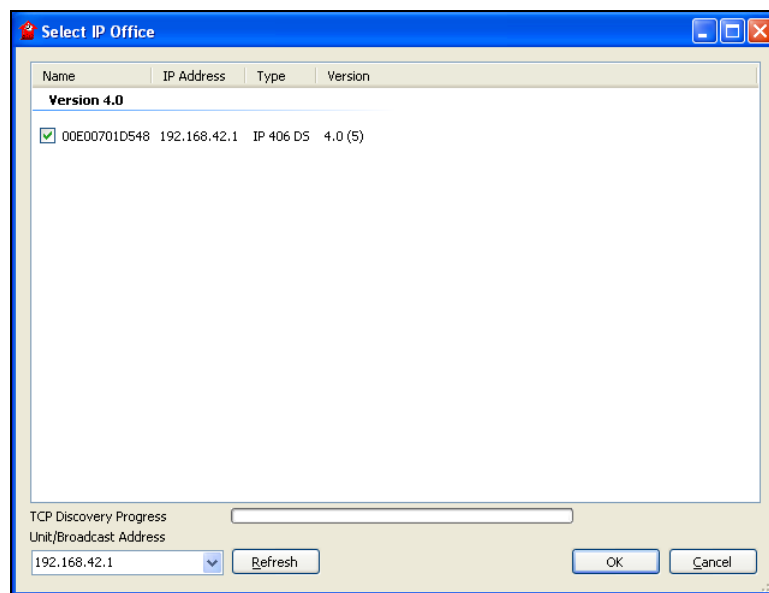 Select IP Office
Name IP Address Type Version
Version 4.0
00E00701D548 192.168.42.1 IP 406 DS 4.0 (5)
TCP Discovery Progress
Unit/Broadcast Address
192.168.42.1 Refresh OK Cancel